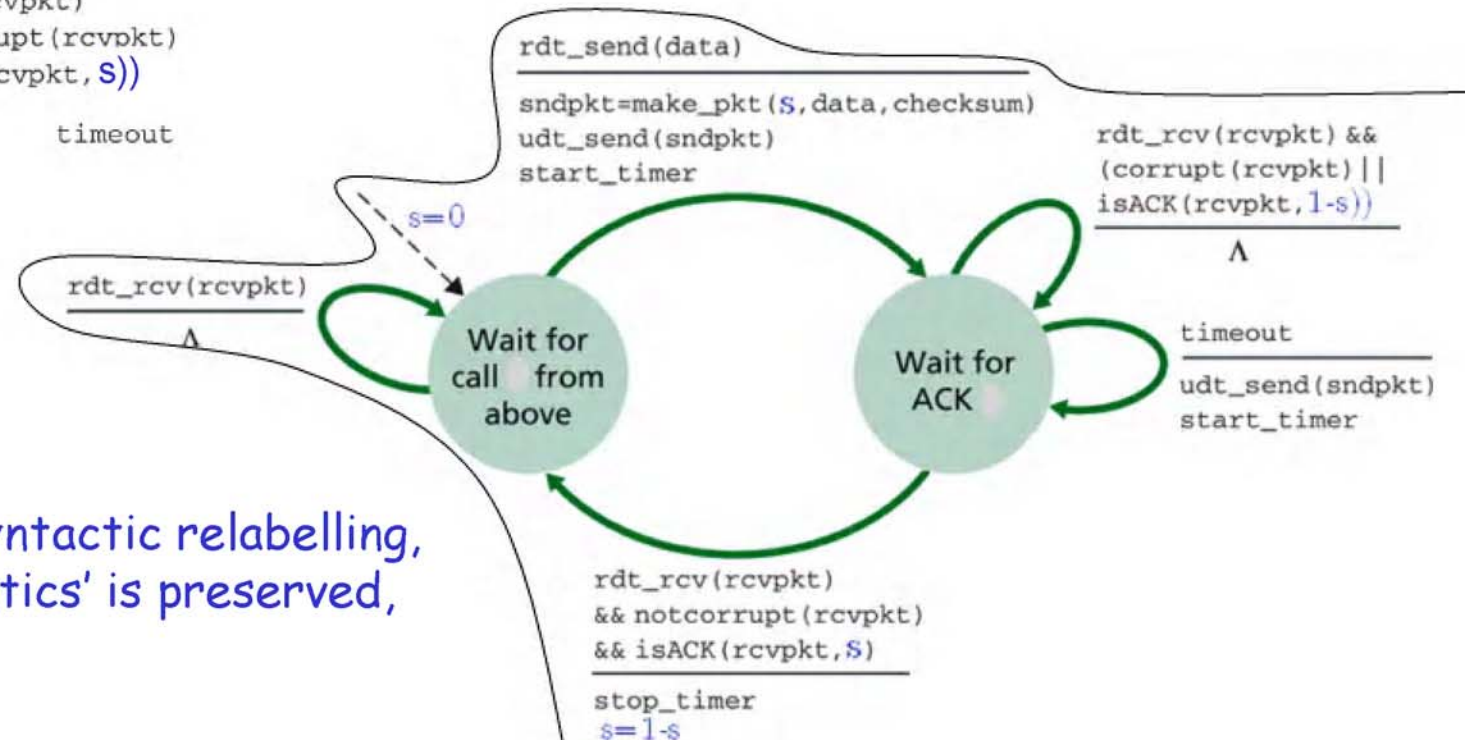 vpkt)
upt(rcvpkt)
cvpkt,s))
timeout
rdt_send(data)
sndpkt=make_pkt(s,data,checksum)
udt_send(sndpkt)
start_timer
rdt_rcv(rcvpkt) &&
(corrupt(rcvpkt)||
isACK(rcvpkt,1-s))
Λ
s=0
rdt_rcv(rcvpkt)
Λ
Wait for
call from
above
Wait for
ACK
timeout
udt_send(sndpkt)
start_timer
yntactic relabelling,
tics' is preserved,
rdt_rcv(rcvpkt)
&& notcorrupt(rcvpkt)
&& isACK(rcvpkt,s)
stop_timer
s=1-s